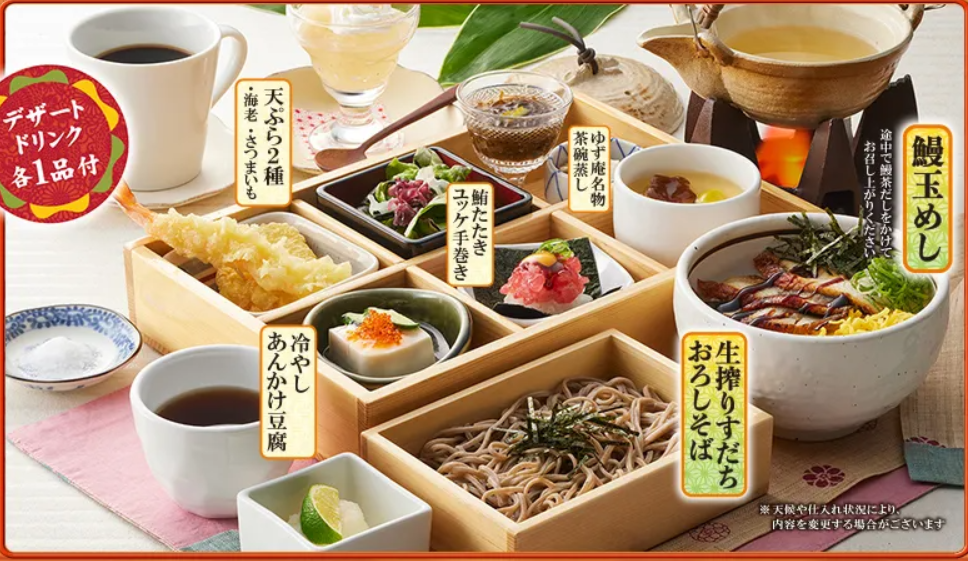 デザート
ドリンク
各1品付
天ぷら2種
・海老・さつまいも
鮪たたき
ユッケ手巻き
ゆず庵名物
茶碗蒸し
鰻玉めし
途中で鰻茶だしをかけて
お召し上がりください
冷やし
あんかけ豆腐
生搾りすだち
おろしそば
※天候や仕入れ状況により、
内容を変更する場合がございます